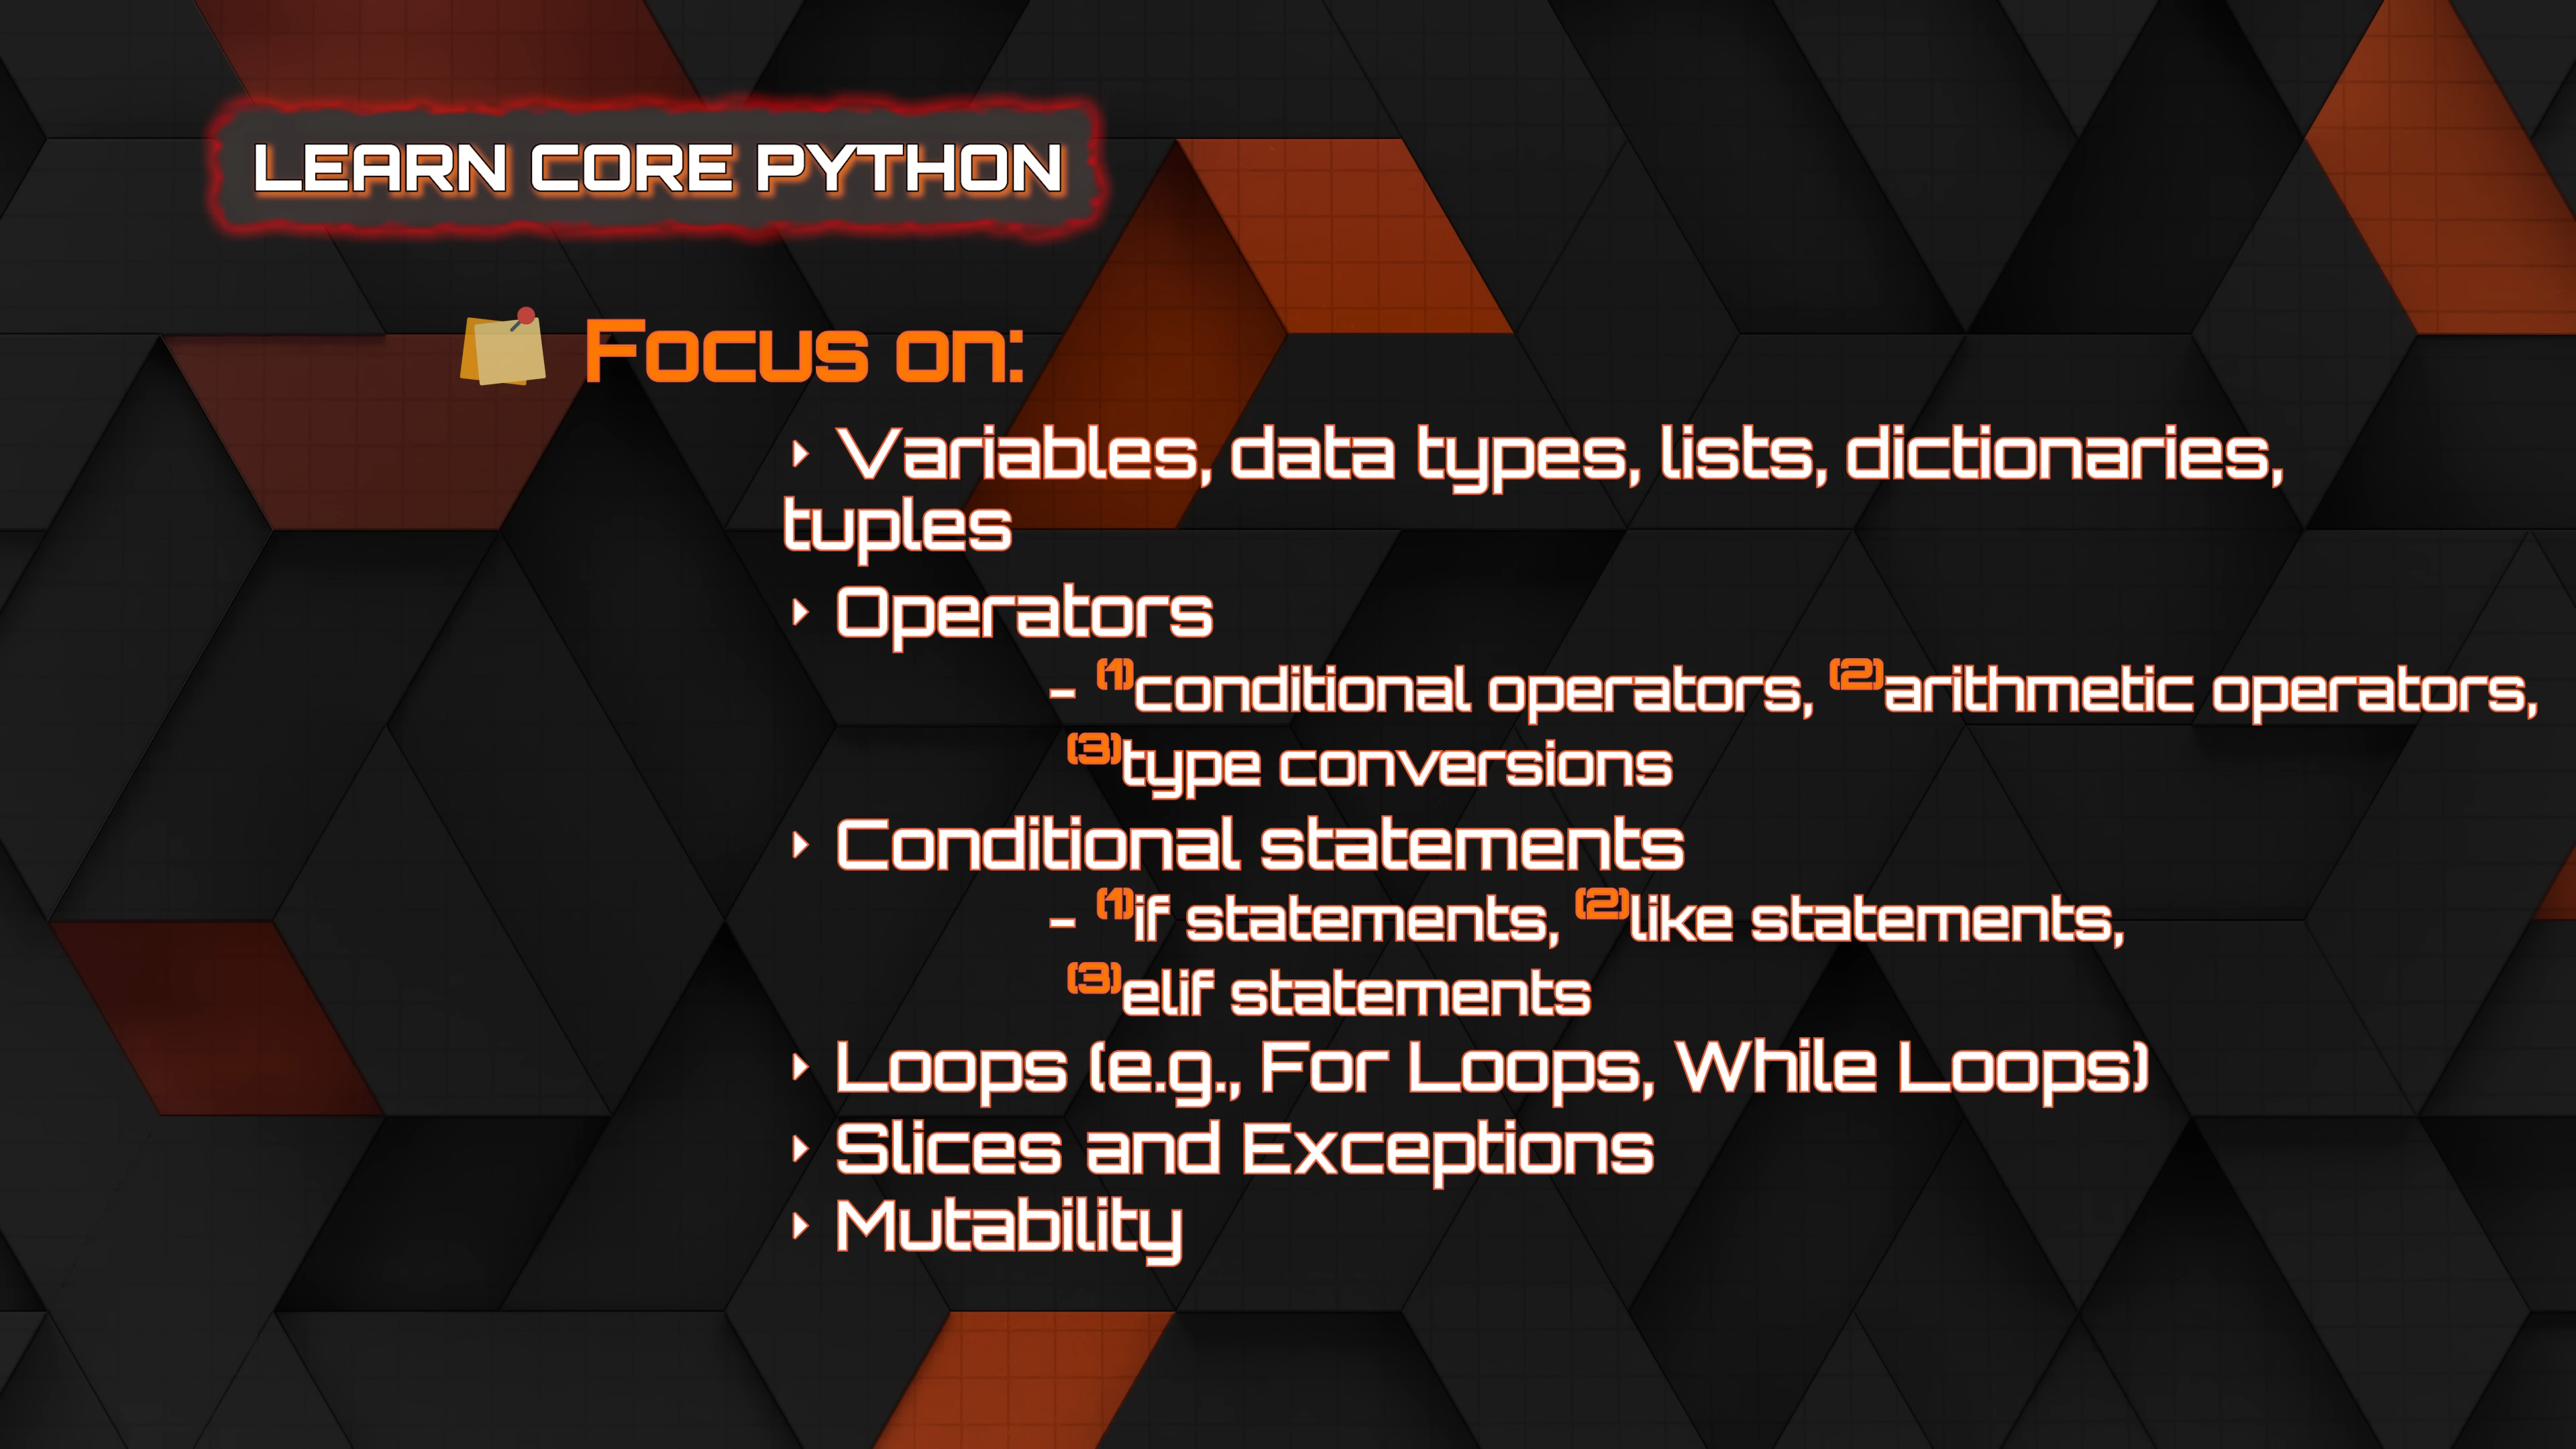 LEARN CORE PYTHON
Focus on:
‣ Variables, data types, lists, dictionaries,
tuples
‣ Operators
- (1)conditional operators, (2)arithmetic operators,
(3)type conversions
‣ Conditional statements
- (1)if statements, (2)like statements,
(3)elif statements
‣ Loops (e.g., For Loops, While Loops)
‣ Slices and Exceptions
‣ Mutability